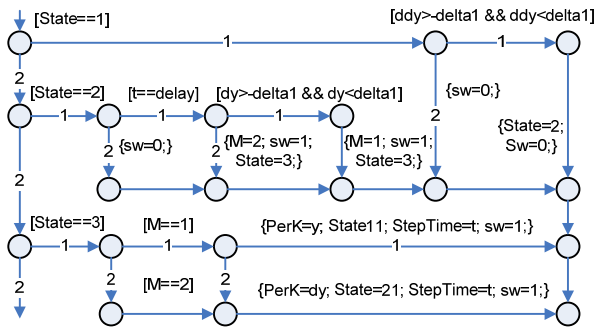 [State==1]
[ddy>-delta1 && ddy<delta1]
1
1
2
2
{sw=0;}
[State==2]
[t==delay]
[dy>-delta1 && dy<delta1]
1
1
1
2
{sw=0;}
2
{M=2; sw=1;
State=3;}
{M=1; sw=1;
State=3;}
{State=2;
Sw=0;}
2
[State==3]
[M==1]
{PerK=y; State11; StepTime=t; sw=1;}
1
1
1
2
2
2
[M==2]
{PerK=dy; State=21; StepTime=t; sw=1;}